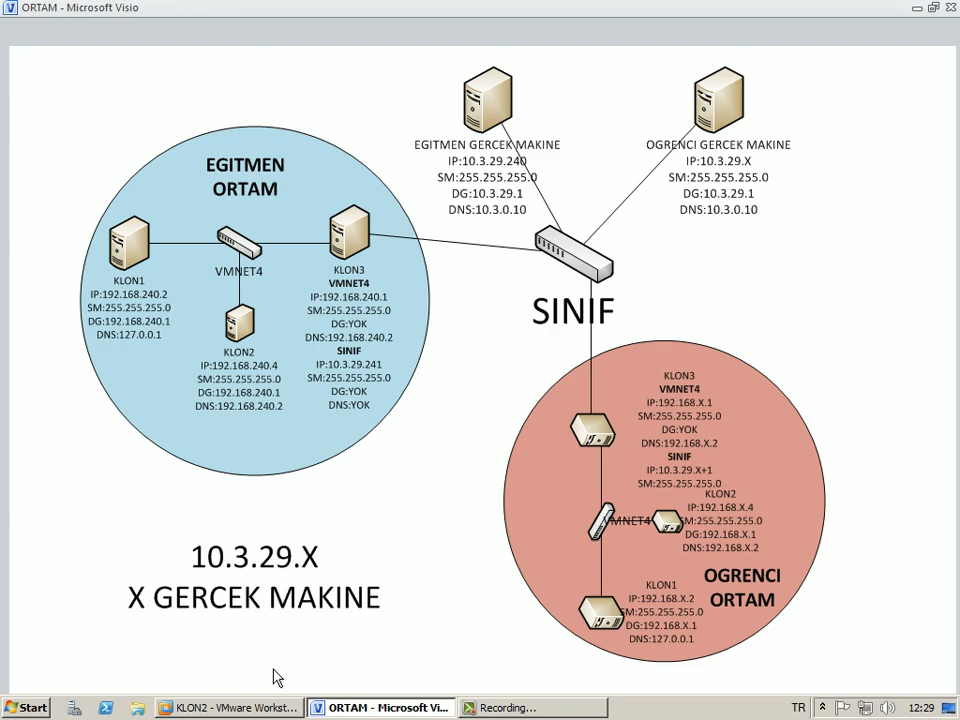 ORTAM - Microsoft Visio
EGITMEN GERCEK MAKINE
IP:10.3.29.240
SM:255.255.255.0
DG:10.3.29.1
DNS:10.3.0.10
OGRENCI GERCEK MAKINE
IP:10.3.29.X
SM:255.255.255.0
DG:10.3.29.1
DNS:10.3.0.10
EGITMEN
ORTAM
KLON1
IP:192.168.240.2
SM:255.255.255.0
DG:192.168.240.1
DNS:127.0.0.1
VMNET4
KLON2
IP:192.168.240.4
SM:255.255.255.0
DG:192.168.240.1
DNS:192.168.240.2
KLON3
VMNET4
IP:192.168.240.1
SM:255.255.255.0
DG:YOK
DNS:192.168.240.2
SINIF
IP:10.3.29.241
SM:255.255.255.0
DG:YOK
DNS:YOK
SINIF
KLON3
VMNET4
IP:192.168.X.1
SM:255.255.255.0
DG:YOK
DNS:192.168.X.2
SINIF
IP:10.3.29.X+1
SM:255.255.255.0
VMNET4
KLON2
IP:192.168.X.4
SM:255.255.255.0
DG:192.168.X.1
DNS:192.168.X.2
KLON1
IP:192.168.X.2
SM:255.255.255.0
DG:192.168.X.1
DNS:127.0.0.1
OGRENCI
ORTAM
10.3.29.X
X GERCEK MAKINE
Start
KLON2 - VMware Workst...
ORTAM - Microsoft Vi...
Recording...
TR
12:29